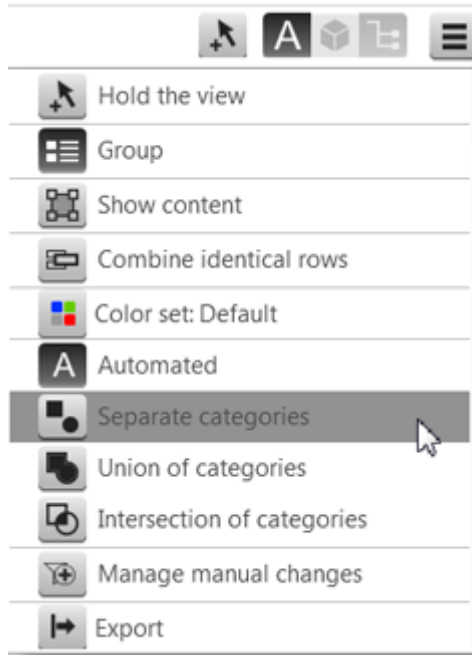 A
Hold the view
Group
Show content
Combine identical rows
Color set: Default
A Automated
Separate categories
Union of categories
Intersection of categories
Manage manual changes
Export